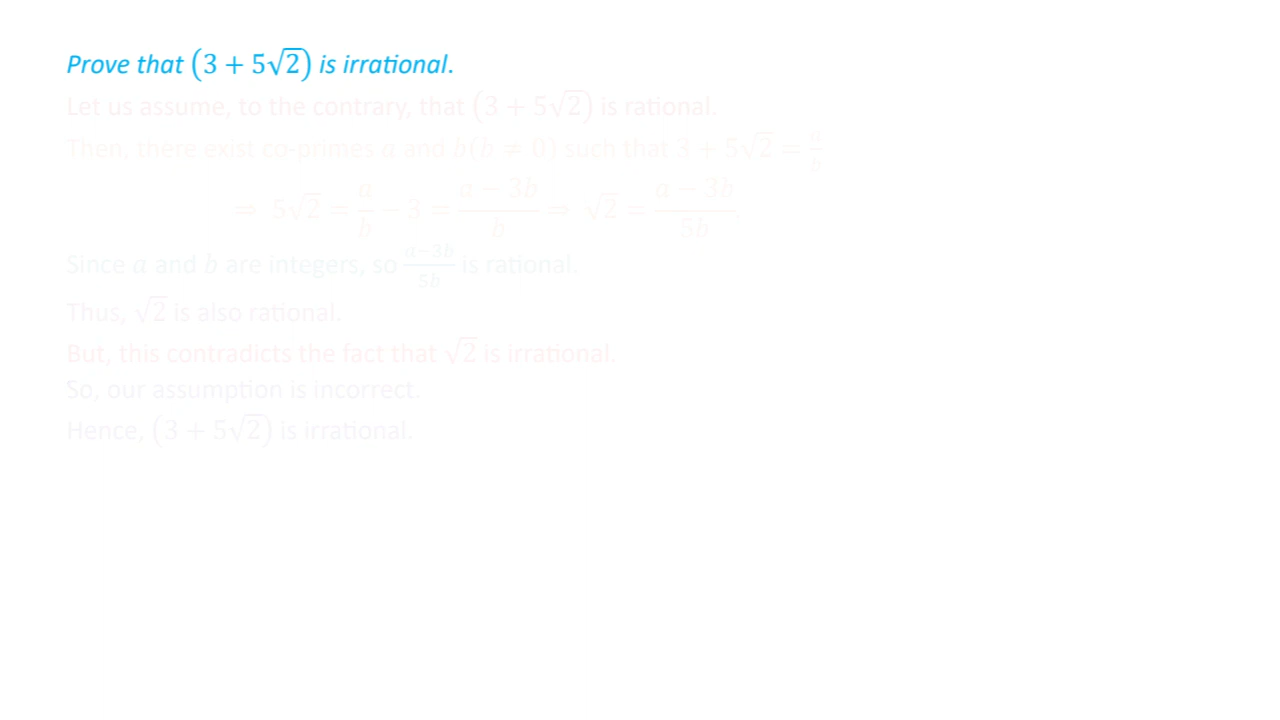 Prove that (3 + 5√2) is irrational.
Let us assume, to the contrary, that (3 + 5√2) is rational.
Then, there exist co-primes a and b(b ≠ 0) such that 3 + 5√2 = a/b
⇒ 5√2 = a/b − 3 = (a − 3b)/b ⇒ √2 = (a − 3b)/5b
Since a and b are integers, so (a−3b)/5b is rational.
Thus, √2 is also rational.
But, this contradicts the fact that √2 is irrational.
So, our assumption is incorrect.
Hence, (3 + 5√2) is irrational.